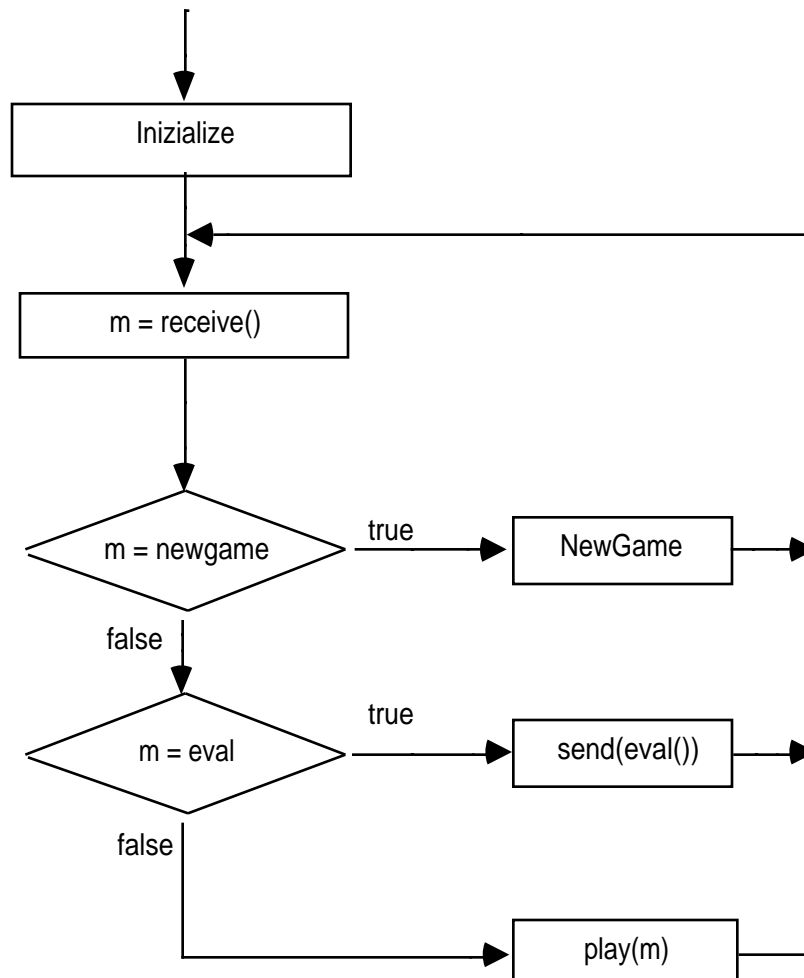 Inizialize
m = receive()
m = newgame
true
NewGame
false
m = eval
true
send(eval())
false
play(m)